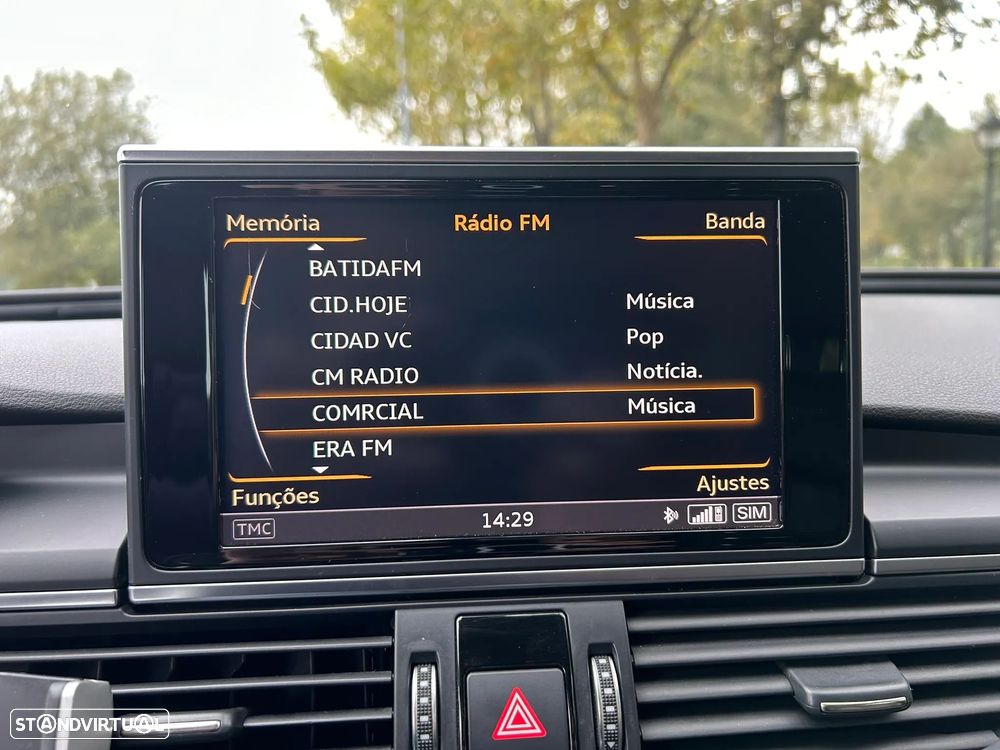 Memória Rádio FM Banda
BATIDAFM
CID.HOJE Música
CIDAD VC Pop
CM RADIO Notícia.
COMRCIAL Música
ERA FM
Funções Ajustes
TMC 14:29 SIM
STANDVIRTUAL